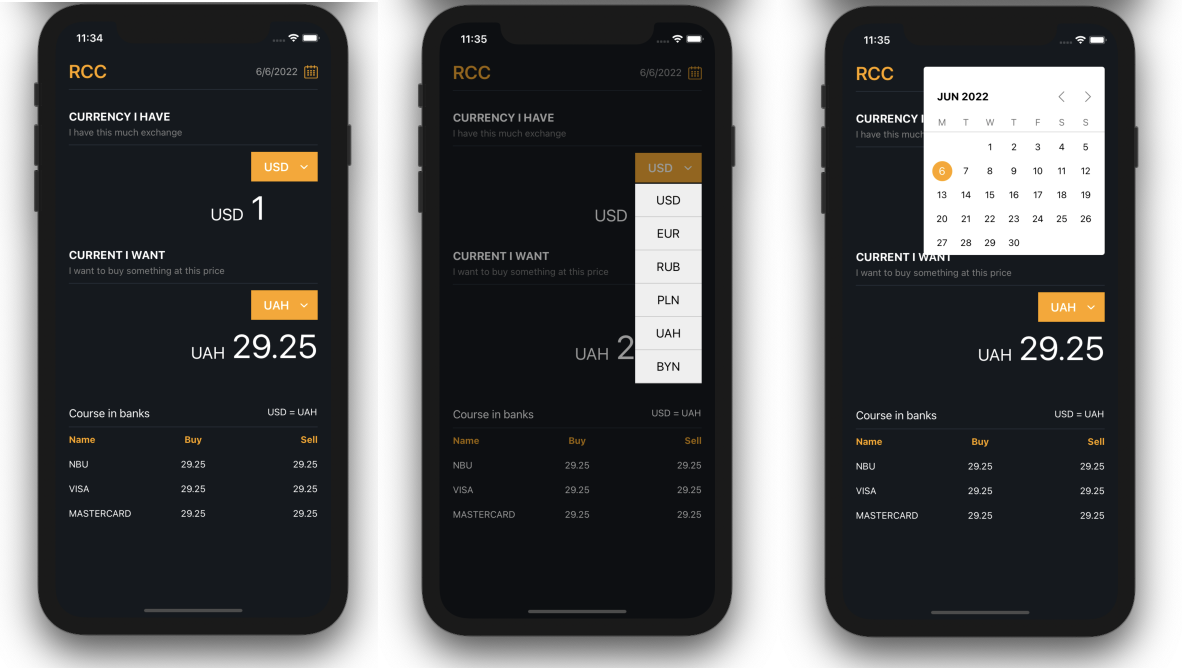 11:34
RCC 6/6/2022
CURRENCY I HAVE
I have this much exchange
USD
USD 1
CURRENT I WANT
I want to buy something at this price
UAH
UAH 29.25
Course in banks USD = UAH
Name Buy Sell
NBU 29.25 29.25
VISA 29.25 29.25
MASTERCARD 29.25 29.25
11:35
RCC 6/6/2022
CURRENCY I HAVE
I have this much exchange
USD
USD
USD
EUR
RUB
PLN
UAH
BYN
CURRENT I WANT
I want to buy something at this price
UAH 2
Course in banks USD = UAH
Name Buy Sell
NBU 29.25 29.25
VISA 29.25 29.25
MASTERCARD 29.25 29.25
11:35
RCC
JUN 2022
M T W T F S S
1 2 3 4 5
6 7 8 9 10 11 12
13 14 15 16 17 18 19
20 21 22 23 24 25 26
27 28 29 30
CURRENCY I
I have this much
CURRENT I WANT
I want to buy something at this price
UAH
UAH 29.25
Course in banks USD = UAH
Name Buy Sell
NBU 29.25 29.25
VISA 29.25 29.25
MASTERCARD 29.25 29.25